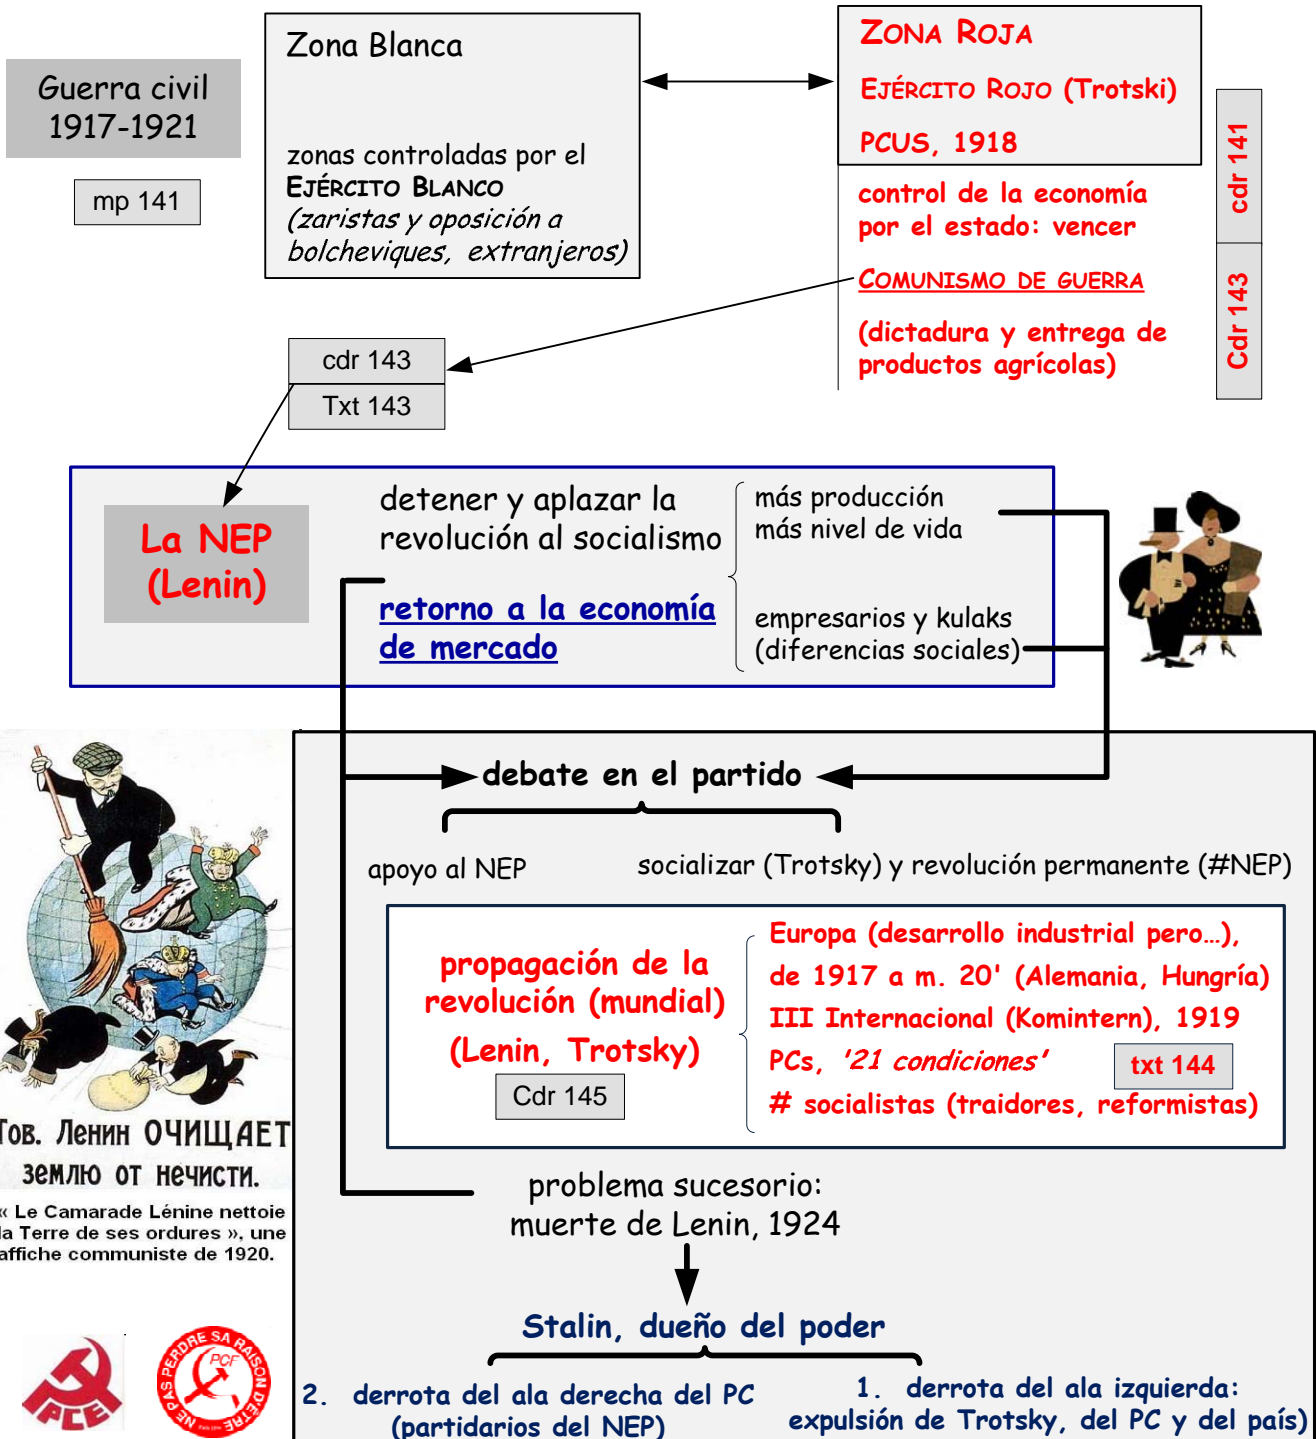 Guerra civil
1917-1921
mp 141
Zona Blanca
zonas controladas por el
EJÉRCITO BLANCO
(zaristas y oposición a
bolcheviques, extranjeros)
ZONA ROJA
EJÉRCITO ROJO (Trotski)
PCUS, 1918
control de la economía
por el estado: vencer
COMUNISMO DE GUERRA
(dictadura y entrega de
productos agrícolas)
cdr 141
Cdr 143
cdr 143
Txt 143
La NEP
(Lenin)
detener y aplazar la
revolución al socialismo
retorno a la economía
de mercado
más producción
más nivel de vida
empresarios y kulaks
(diferencias sociales)
debate en el partido
apoyo al NEP
socializar (Trotsky) y revolución permanente (#NEP)
propagación de la
revolución (mundial)
(Lenin, Trotsky)
Cdr 145
Europa (desarrollo industrial pero…),
de 1917 a m. 20' (Alemania, Hungría)
III Internacional (Komintern), 1919
PCs, '21 condiciones'
txt 144
# socialistas (traidores, reformistas)
Тов. Ленин ОЧИЩАЕТ
землю от нечисти.
« Le Camarade Lénine nettoie
la Terre de ses ordures », une
affiche communiste de 1920.
problema sucesorio:
muerte de Lenin, 1924
Stalin, dueño del poder
2. derrota del ala derecha del PC
(partidarios del NEP)
1. derrota del ala izquierda:
expulsión de Trotsky, del PC y del país)
PCE
NE PAS PERDRE SA RAISON D'ÊTRE
PCF